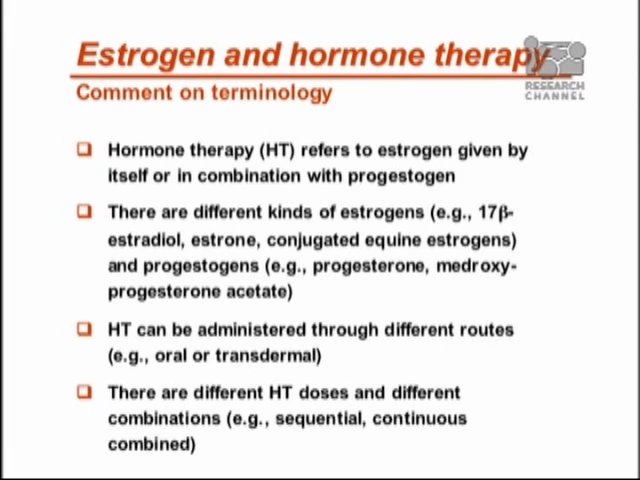 Estrogen and hormone therapy
RESEARCH
CHANNEL
Comment on terminology
Hormone therapy (HT) refers to estrogen given by
itself or in combination with progestogen
There are different kinds of estrogens (e.g., 17β-
estradiol, estrone, conjugated equine estrogens)
and progestogens (e.g., progesterone, medroxy-
progesterone acetate)
HT can be administered through different routes
(e.g., oral or transdermal)
There are different HT doses and different
combinations (e.g., sequential, continuous
combined)